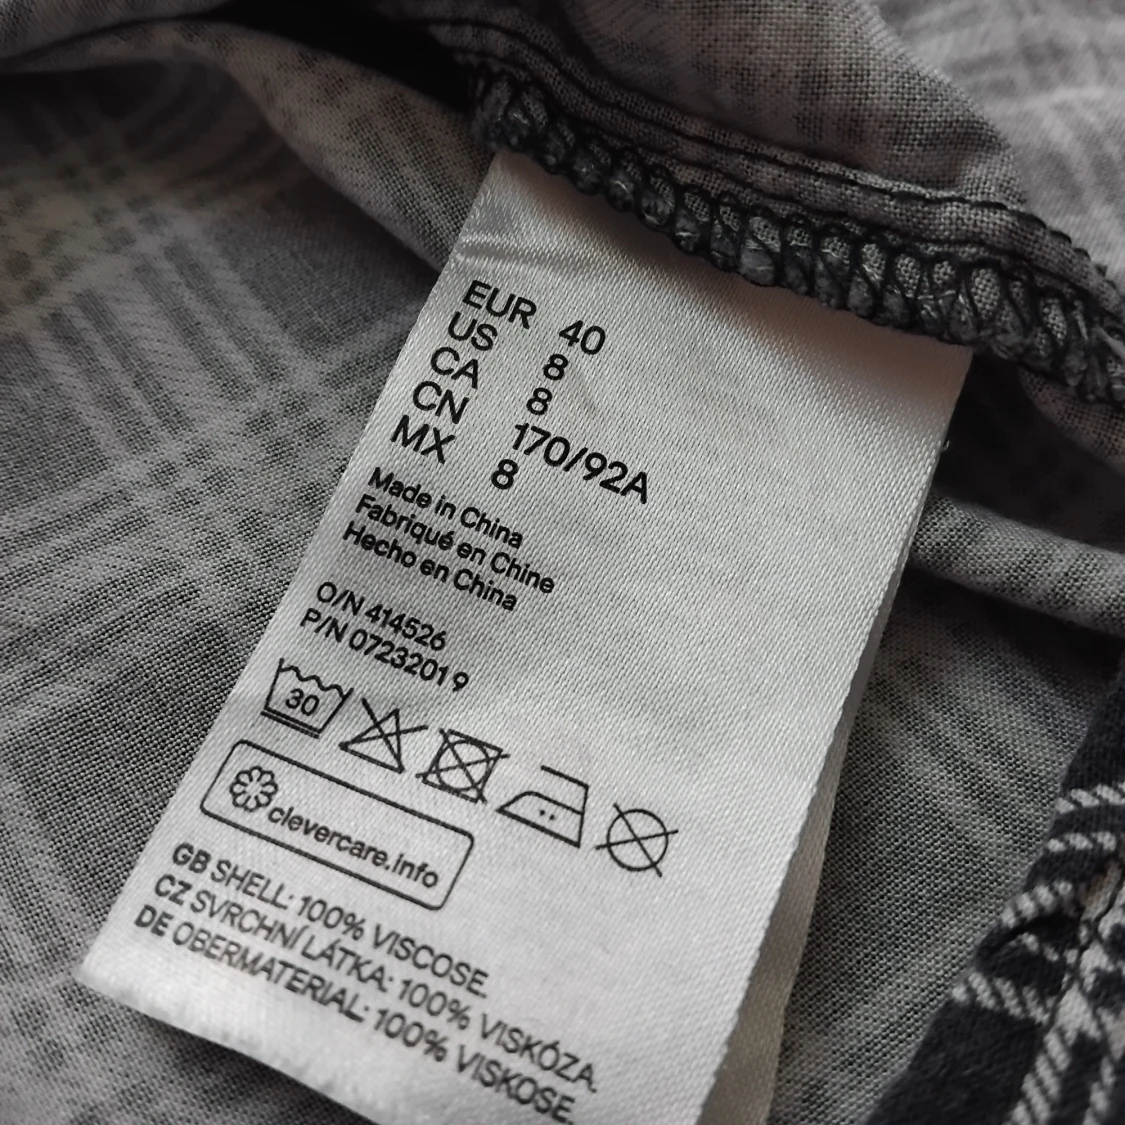 EUR 40
US 8
CA 8
CN 170/92A
MX 8
Made in China
Fabriqué en Chine
Hecho en China
O/N 414526
P/N 07232019
30
clevercare.info
GB SHELL: 100% VISCOSE.
CZ SVRCHNÍ LÁTKA: 100% VISKÓZA.
DE OBERMATERIAL: 100% VISKOSE.